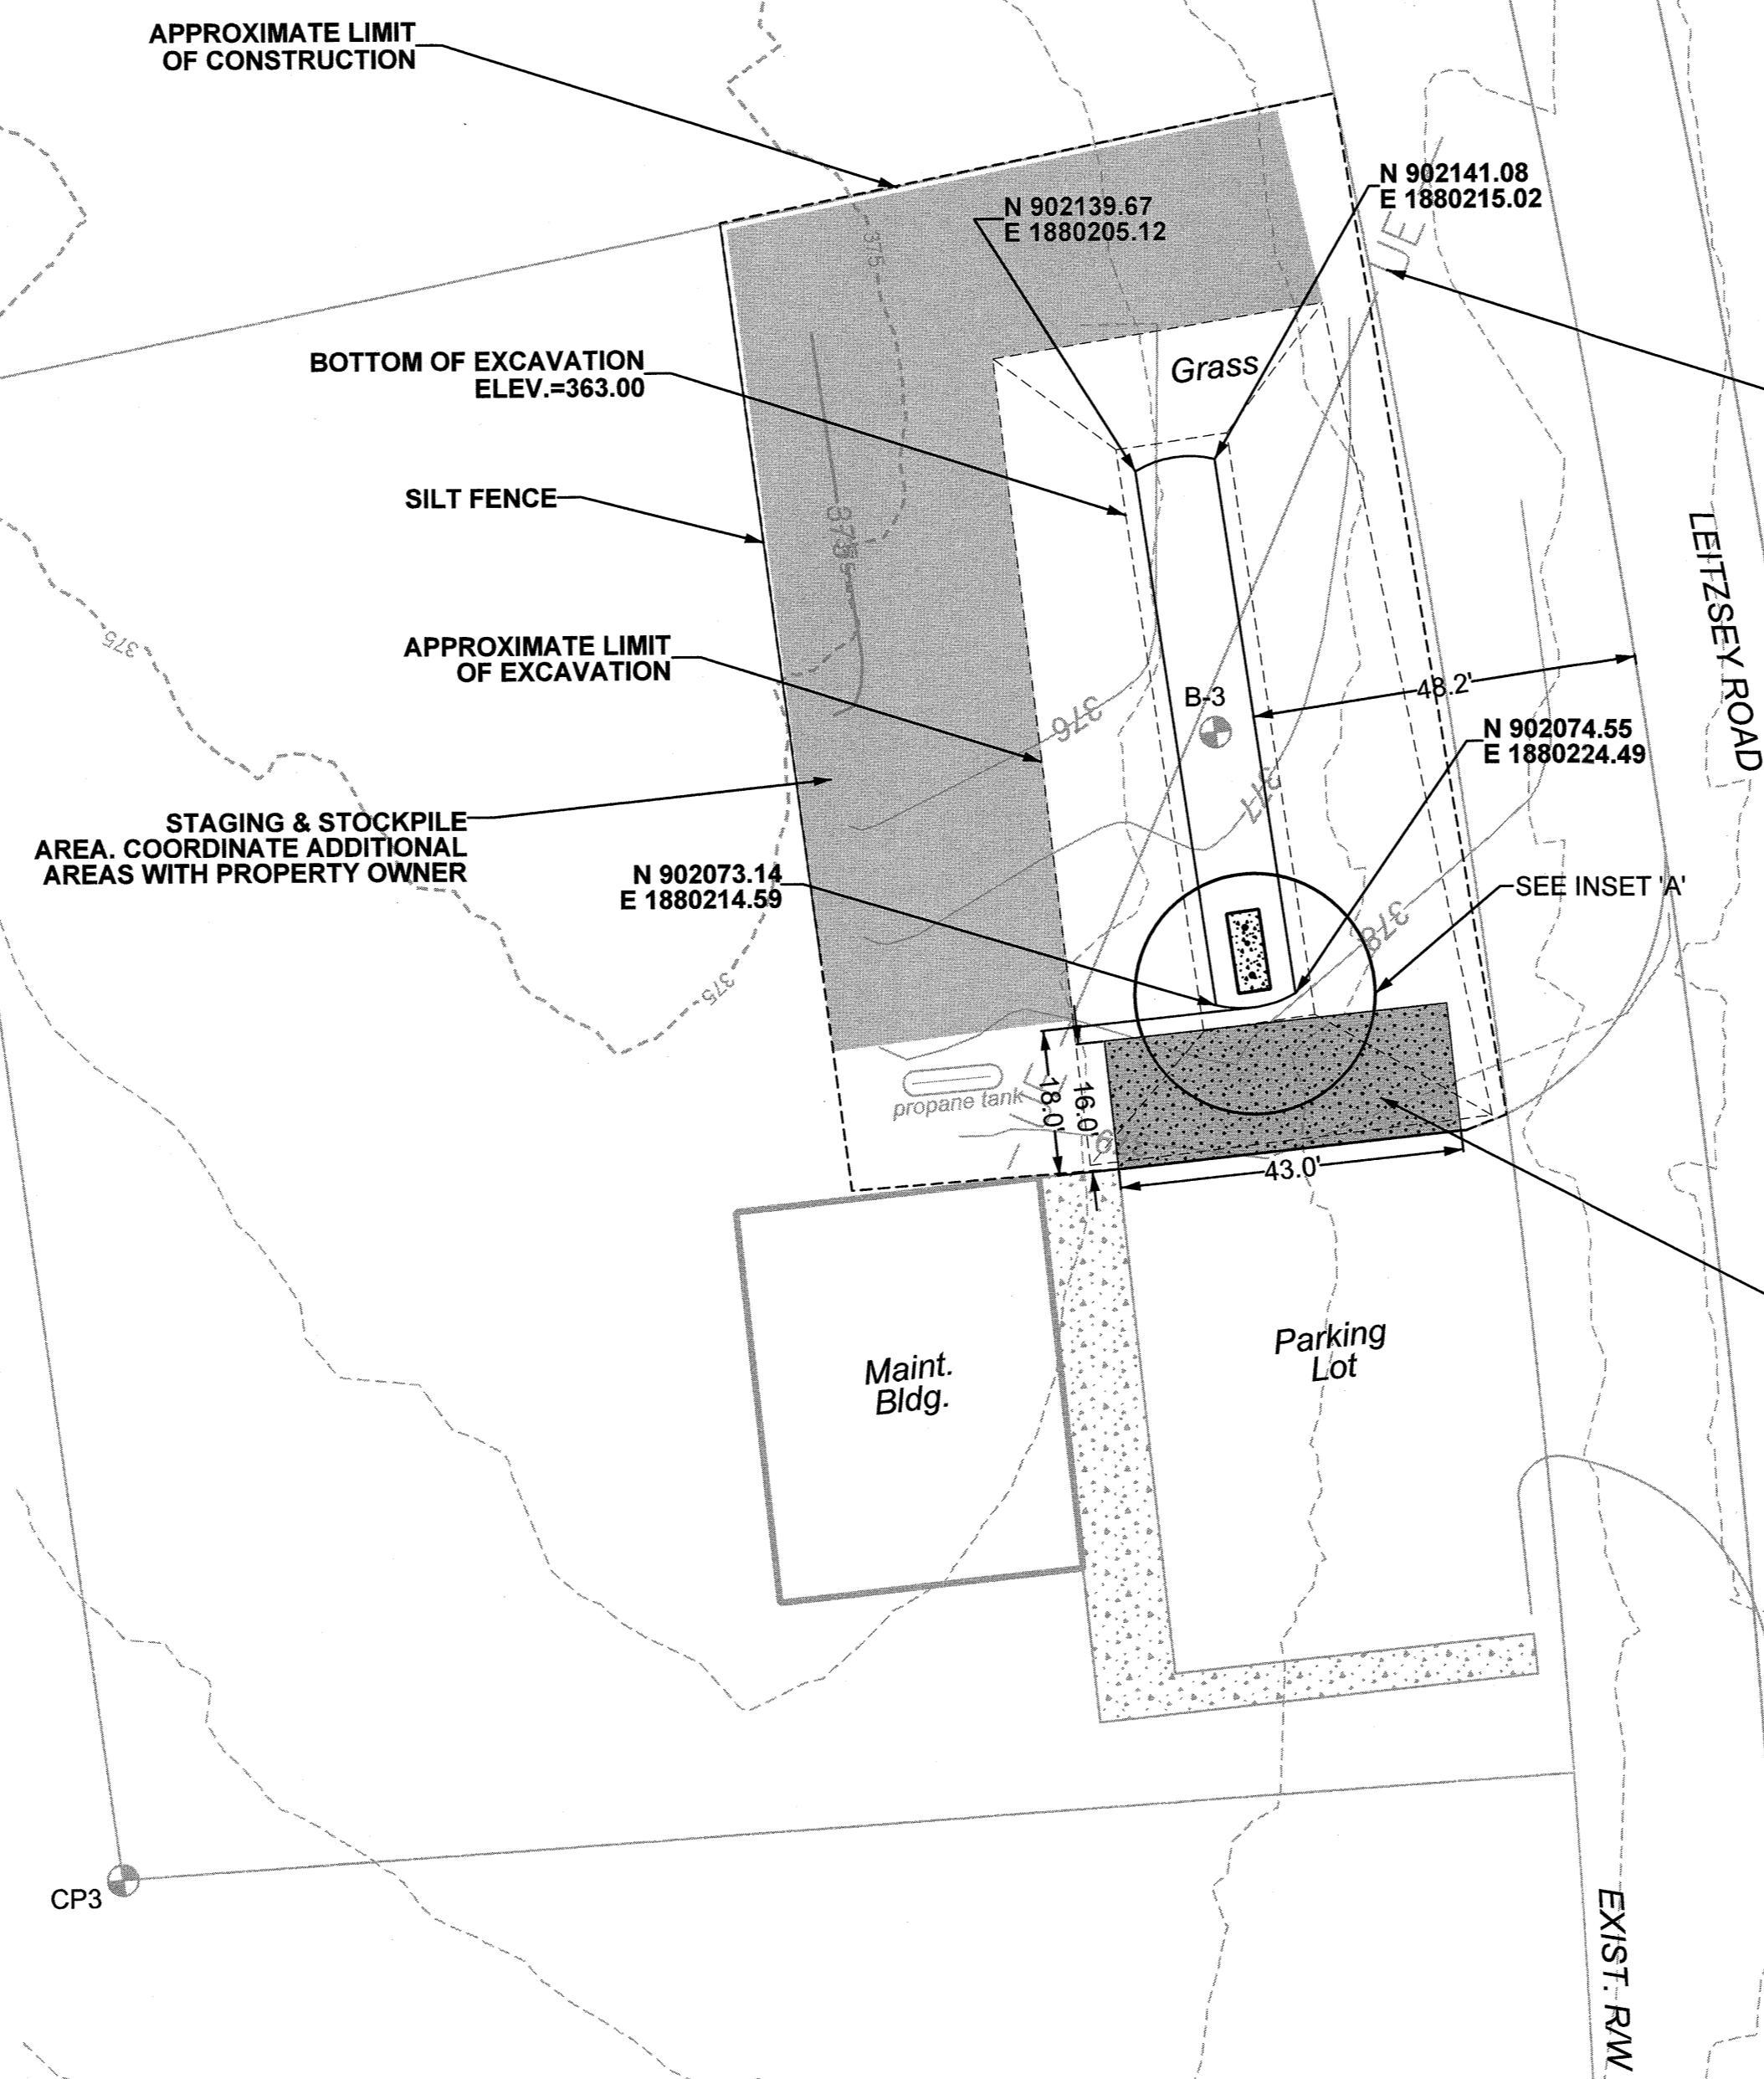 APPROXIMATE LIMIT
OF CONSTRUCTION
N 902141.08
E 1880215.02
N 902139.67
E 1880205.12
UE
375
Grass
BOTTOM OF EXCAVATION
ELEV.=363.00
SILT FENCE
375
LEITZSEY ROAD
375
APPROXIMATE LIMIT
OF EXCAVATION
B-3
48.2'
376
N 902074.55
E 1880224.49
377
STAGING & STOCKPILE
AREA. COORDINATE ADDITIONAL
AREAS WITH PROPERTY OWNER
N 902073.14
E 1880214.59
SEE INSET 'A'
378
375
propane tank
18.0'
16.0'
43.0'
Parking
Lot
Maint.
Bldg.
CP3
EXIST. R/W